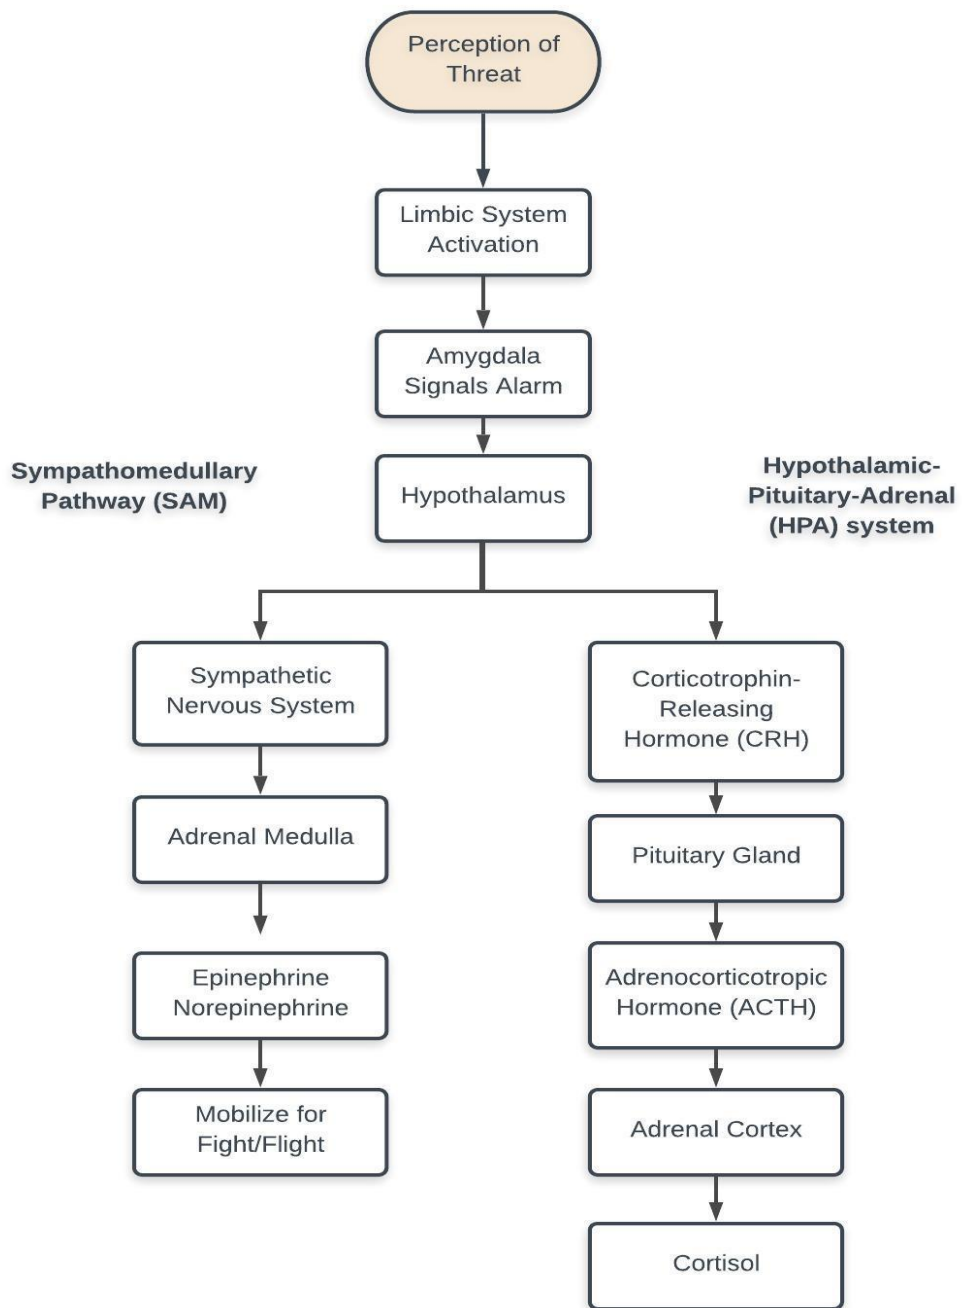 Perception of
Threat
Limbic System
Activation
Amygdala
Signals Alarm
Sympathomedullary
Pathway (SAM)
Hypothalamus
Hypothalamic-
Pituitary-Adrenal
(HPA) system
Sympathetic
Nervous System
Adrenal Medulla
Epinephrine
Norepinephrine
Mobilize for
Fight/Flight
Corticotrophin-
Releasing
Hormone (CRH)
Pituitary Gland
Adrenocorticotropic
Hormone (ACTH)
Adrenal Cortex
Cortisol